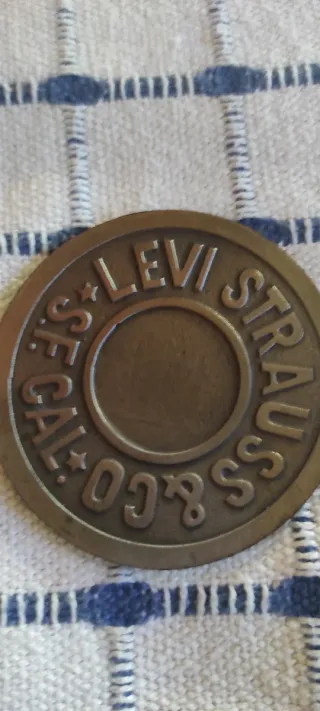 LEVI STRAUSS & CO ★ S.F. CAL ★